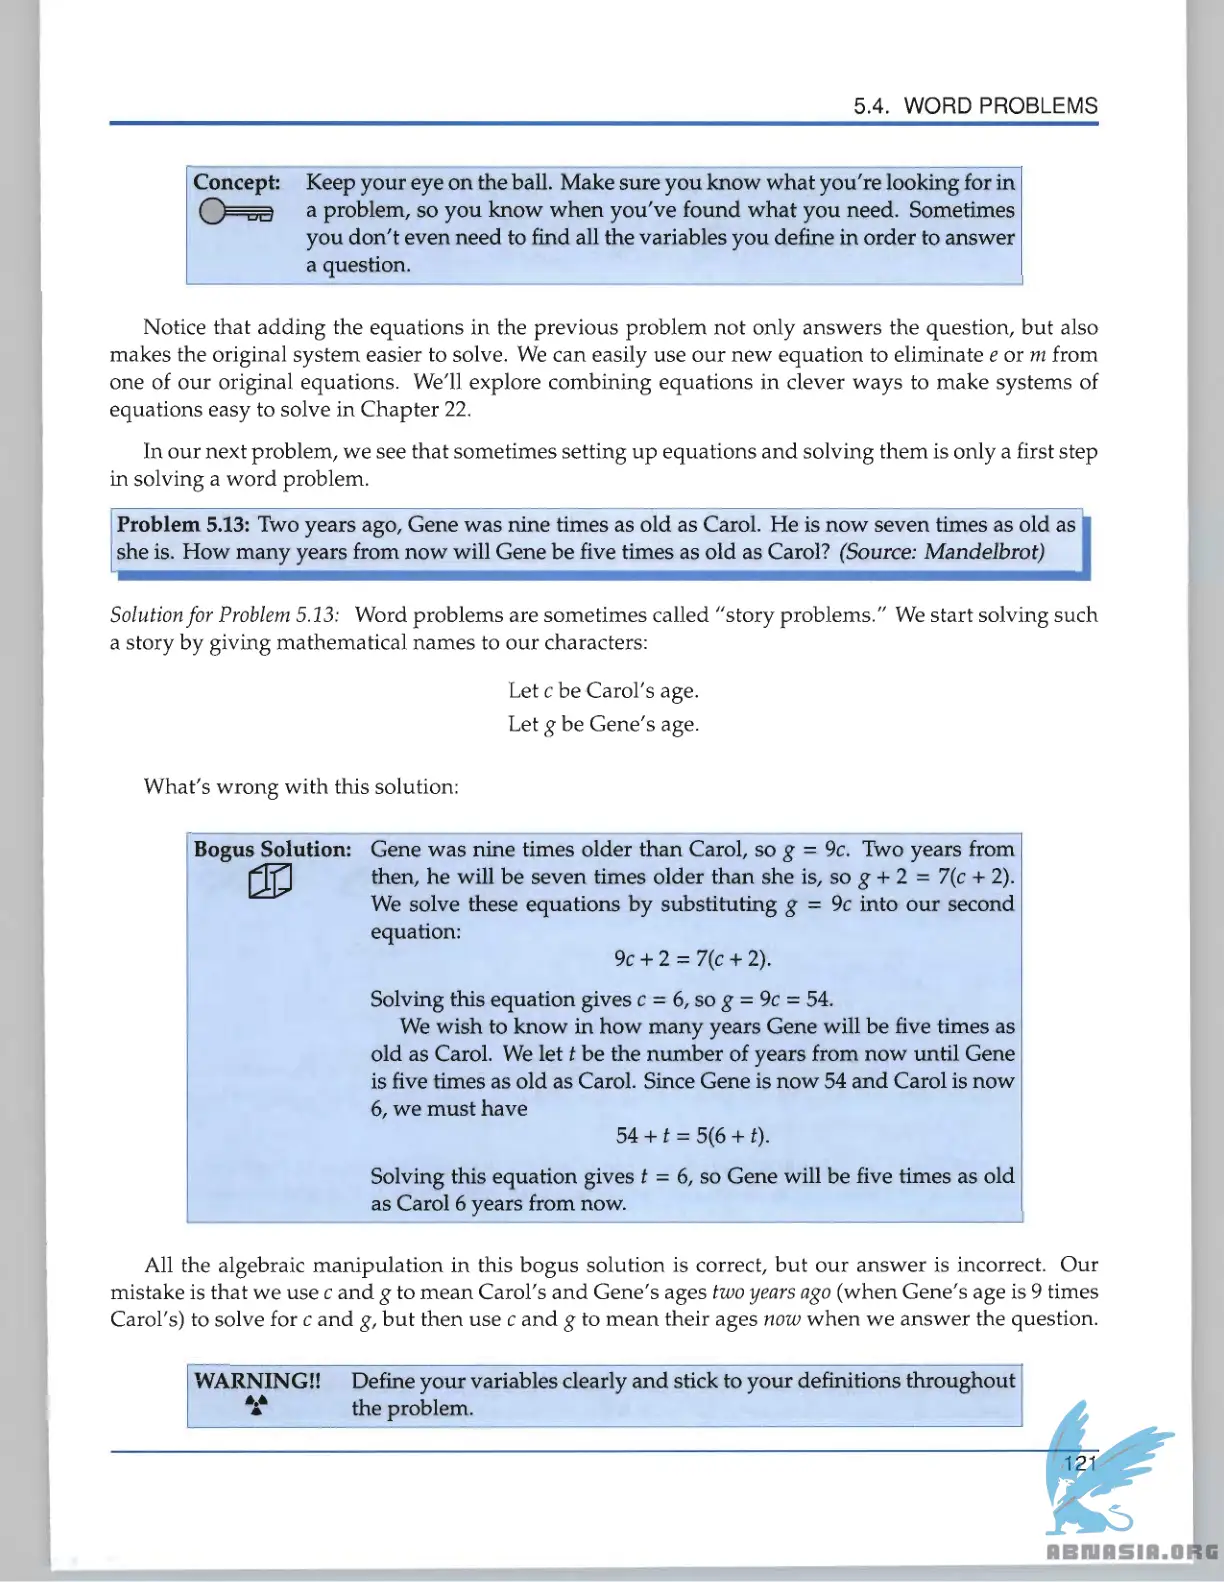 5.4. WORD PROBLEMS
Concept: Keep your eye on the ball. Make sure you know what you're looking for in
a problem, so you know when you've found what you need. Sometimes
you don't even need to find all the variables you define in order to answer
a question.
Notice that adding the equations in the previous problem not only answers the question, but also
makes the original system easier to solve. We can easily use our new equation to eliminate e or m from
one of our original equations. We'll explore combining equations in clever ways to make systems of
equations easy to solve in Chapter 22.
In our next problem, we see that sometimes setting up equations and solving them is only a first step
in solving a word problem.
Problem 5.13: Two years ago, Gene was nine times as old as Carol. He is now seven times as old as
she is. How many years from now will Gene be five times as old as Carol? (Source: Mandelbrot)
Solution for Problem 5.13: Word problems are sometimes called "story problems." We start solving such
a story by giving mathematical names to our characters:
Let c be Carol's age.
Let g be Gene's age.
What's wrong with this solution:
Bogus Solution: Gene was nine times older than Carol, so g = 9c. Two years from
then, he will be seven times older than she is, so g + 2 = 7(c + 2).
We solve these equations by substituting g = 9c into our second
equation:
9c + 2 = 7(c + 2).
Solving this equation gives c = 6, so g = 9c = 54.
We wish to know in how many years Gene will be five times as
old as Carol. We let t be the number of years from now until Gene
is five times as old as Carol. Since Gene is now 54 and Carol is now
6, we must have
54 + t = 5(6 + t).
Solving this equation gives t = 6, so Gene will be five times as old
as Carol 6 years from now.
All the algebraic manipulation in this bogus solution is correct, but our answer is incorrect. Our
mistake is that we use c and g to mean Carol's and Gene's ages two years ago (when Gene's age is 9 times
Carol's) to solve for c and g, but then use c and g to mean their ages now when we answer the question.
WARNING!! Define your variables clearly and stick to your definitions throughout
the problem.
121
ABNASIA.ORG